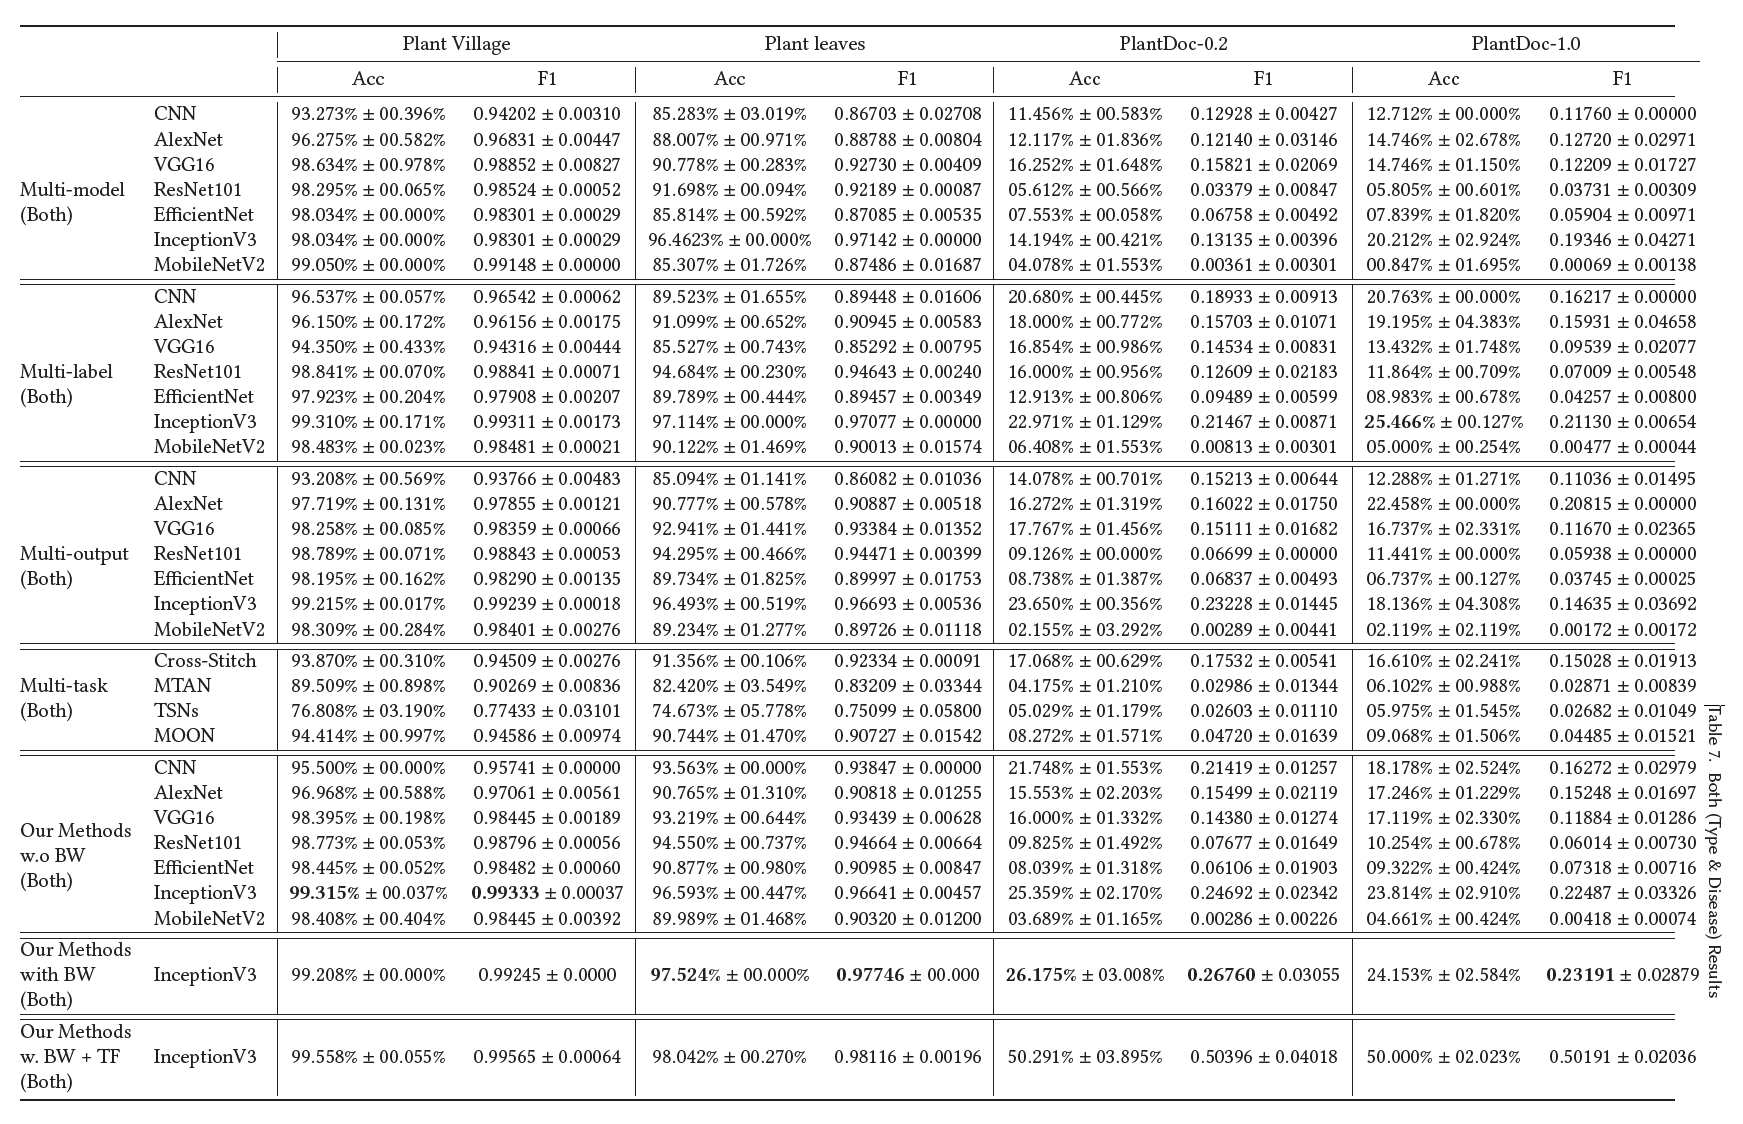 Plant Village Plant leaves PlantDoc-0.2 PlantDoc-1.0
Acc F1 Acc F1 Acc F1 Acc F1
CNN 93.273% ± 00.396% 0.94202 ± 0.00310 85.283% ± 03.019% 0.86703 ± 0.02708 11.456% ± 00.583% 0.12928 ± 0.00427 12.712% ± 00.000% 0.11760 ± 0.00000
AlexNet 96.275% ± 00.582% 0.96831 ± 0.00447 88.007% ± 00.971% 0.88788 ± 0.00804 12.117% ± 01.836% 0.12140 ± 0.03146 14.746% ± 02.678% 0.12720 ± 0.02971
VGG16 98.634% ± 00.978% 0.98852 ± 0.00827 90.778% ± 00.283% 0.92730 ± 0.00409 16.252% ± 01.648% 0.15821 ± 0.02069 14.746% ± 01.150% 0.12209 ± 0.01727
Multi-model ResNet101 98.295% ± 00.065% 0.98524 ± 0.00052 91.698% ± 00.094% 0.92189 ± 0.00087 05.612% ± 00.566% 0.03379 ± 0.00847 05.805% ± 00.601% 0.03731 ± 0.00309
(Both) EfficientNet 98.034% ± 00.000% 0.98301 ± 0.00029 85.814% ± 00.592% 0.87085 ± 0.00535 07.553% ± 00.058% 0.06758 ± 0.00492 07.839% ± 01.820% 0.05904 ± 0.00971
InceptionV3 98.034% ± 00.000% 0.98301 ± 0.00029 96.4623% ± 00.000% 0.97142 ± 0.00000 14.194% ± 00.421% 0.13135 ± 0.00396 20.212% ± 02.924% 0.19346 ± 0.04271
MobileNetV2 99.050% ± 00.000% 0.99148 ± 0.00000 85.307% ± 01.726% 0.87486 ± 0.01687 04.078% ± 01.553% 0.00361 ± 0.00301 00.847% ± 01.695% 0.00069 ± 0.00138
CNN 96.537% ± 00.057% 0.96542 ± 0.00062 89.523% ± 01.655% 0.89448 ± 0.01606 20.680% ± 00.445% 0.18933 ± 0.00913 20.763% ± 00.000% 0.16217 ± 0.00000
AlexNet 96.150% ± 00.172% 0.96156 ± 0.00175 91.099% ± 00.652% 0.90945 ± 0.00583 18.000% ± 00.772% 0.15703 ± 0.01071 19.195% ± 04.383% 0.15931 ± 0.04658
VGG16 94.350% ± 00.433% 0.94316 ± 0.00444 85.527% ± 00.743% 0.85292 ± 0.00795 16.854% ± 00.986% 0.14534 ± 0.00831 13.432% ± 01.748% 0.09539 ± 0.02077
Multi-label ResNet101 98.841% ± 00.070% 0.98841 ± 0.00071 94.684% ± 00.230% 0.94643 ± 0.00240 16.000% ± 00.956% 0.12609 ± 0.02183 11.864% ± 00.709% 0.07009 ± 0.00548
(Both) EfficientNet 97.923% ± 00.204% 0.97908 ± 0.00207 89.789% ± 00.444% 0.89457 ± 0.00349 12.913% ± 00.806% 0.09489 ± 0.00599 08.983% ± 00.678% 0.04257 ± 0.00800
InceptionV3 99.310% ± 00.171% 0.99311 ± 0.00173 97.114% ± 00.000% 0.97077 ± 0.00000 22.971% ± 01.129% 0.21467 ± 0.00871 25.466% ± 00.127% 0.21130 ± 0.00654
MobileNetV2 98.483% ± 00.023% 0.98481 ± 0.00021 90.122% ± 01.469% 0.90013 ± 0.01574 06.408% ± 01.553% 0.00813 ± 0.00301 05.000% ± 00.254% 0.00477 ± 0.00044
CNN 93.208% ± 00.569% 0.93766 ± 0.00483 85.094% ± 01.141% 0.86082 ± 0.01036 14.078% ± 00.701% 0.15213 ± 0.00644 12.288% ± 01.271% 0.11036 ± 0.01495
AlexNet 97.719% ± 00.131% 0.97855 ± 0.00121 90.777% ± 00.578% 0.90887 ± 0.00518 16.272% ± 01.319% 0.16022 ± 0.01750 22.458% ± 00.000% 0.20815 ± 0.00000
VGG16 98.258% ± 00.085% 0.98359 ± 0.00066 92.941% ± 01.441% 0.93384 ± 0.01352 17.767% ± 01.456% 0.15111 ± 0.01682 16.737% ± 02.331% 0.11670 ± 0.02365
Multi-output ResNet101 98.789% ± 00.071% 0.98843 ± 0.00053 94.295% ± 00.466% 0.94471 ± 0.00399 09.126% ± 00.000% 0.06699 ± 0.00000 11.441% ± 00.000% 0.05938 ± 0.00000
(Both) EfficientNet 98.195% ± 00.162% 0.98290 ± 0.00135 89.734% ± 01.825% 0.89997 ± 0.01753 08.738% ± 01.387% 0.06837 ± 0.00493 06.737% ± 00.127% 0.03745 ± 0.00025
InceptionV3 99.215% ± 00.017% 0.99239 ± 0.00018 96.493% ± 00.519% 0.96693 ± 0.00536 23.650% ± 00.356% 0.23228 ± 0.01445 18.136% ± 04.308% 0.14635 ± 0.03692
MobileNetV2 98.309% ± 00.284% 0.98401 ± 0.00276 89.234% ± 01.277% 0.89726 ± 0.01118 02.155% ± 03.292% 0.00289 ± 0.00441 02.119% ± 02.119% 0.00172 ± 0.00172
Cross-Stitch 93.870% ± 00.310% 0.94509 ± 0.00276 91.356% ± 00.106% 0.92334 ± 0.00091 17.068% ± 00.629% 0.17532 ± 0.00541 16.610% ± 02.241% 0.15028 ± 0.01913
Multi-task MTAN 89.509% ± 00.898% 0.90269 ± 0.00836 82.420% ± 03.549% 0.83209 ± 0.03344 04.175% ± 01.210% 0.02986 ± 0.01344 06.102% ± 00.988% 0.02871 ± 0.00839
(Both) TSNs 76.808% ± 03.190% 0.77433 ± 0.03101 74.673% ± 05.778% 0.75099 ± 0.05800 05.029% ± 01.179% 0.02603 ± 0.01110 05.975% ± 01.545% 0.02682 ± 0.01049
MOON 94.414% ± 00.997% 0.94586 ± 0.00974 90.744% ± 01.470% 0.90727 ± 0.01542 08.272% ± 01.571% 0.04720 ± 0.01639 09.068% ± 01.506% 0.04485 ± 0.01521
CNN 95.500% ± 00.000% 0.95741 ± 0.00000 93.563% ± 00.000% 0.93847 ± 0.00000 21.748% ± 01.553% 0.21419 ± 0.01257 18.178% ± 02.524% 0.16272 ± 0.02979
AlexNet 96.968% ± 00.588% 0.97061 ± 0.00561 90.765% ± 01.310% 0.90818 ± 0.01255 15.553% ± 02.203% 0.15499 ± 0.02119 17.246% ± 01.229% 0.15248 ± 0.01697
VGG16 98.395% ± 00.198% 0.98445 ± 0.00189 93.219% ± 00.644% 0.93439 ± 0.00628 16.000% ± 01.332% 0.14380 ± 0.01274 17.119% ± 02.330% 0.11884 ± 0.01286
Our Methods
w.o BW
(Both)
ResNet101 98.773% ± 00.053% 0.98796 ± 0.00056 94.550% ± 00.737% 0.94664 ± 0.00664 09.825% ± 01.492% 0.07677 ± 0.01649 10.254% ± 00.678% 0.06014 ± 0.00730
EfficientNet 98.445% ± 00.052% 0.98482 ± 0.00060 90.877% ± 00.980% 0.90985 ± 0.00847 08.039% ± 01.318% 0.06106 ± 0.01903 09.322% ± 00.424% 0.07318 ± 0.00716
InceptionV3 99.315% ± 00.037% 0.99333 ± 0.00037 96.593% ± 00.447% 0.96641 ± 0.00457 25.359% ± 02.170% 0.24692 ± 0.02342 23.814% ± 02.910% 0.22487 ± 0.03326
MobileNetV2 98.408% ± 00.404% 0.98445 ± 0.00392 89.989% ± 01.468% 0.90320 ± 0.01200 03.689% ± 01.165% 0.00286 ± 0.00226 04.661% ± 00.424% 0.00418 ± 0.00074
Our Methods
with BW InceptionV3 99.208% ± 00.000% 0.99245 ± 0.0000 97.524% ± 00.000% 0.97746 ± 00.000 26.175% ± 03.008% 0.26760 ± 0.03055 24.153% ± 02.584% 0.23191 ± 0.02879
(Both)
Our Methods
w. BW + TF InceptionV3 99.558% ± 00.055% 0.99565 ± 0.00064 98.042% ± 00.270% 0.98116 ± 0.00196 50.291% ± 03.895% 0.50396 ± 0.04018 50.000% ± 02.023% 0.50191 ± 0.02036
(Both)
Table 7. Both (Type & Disease) Results